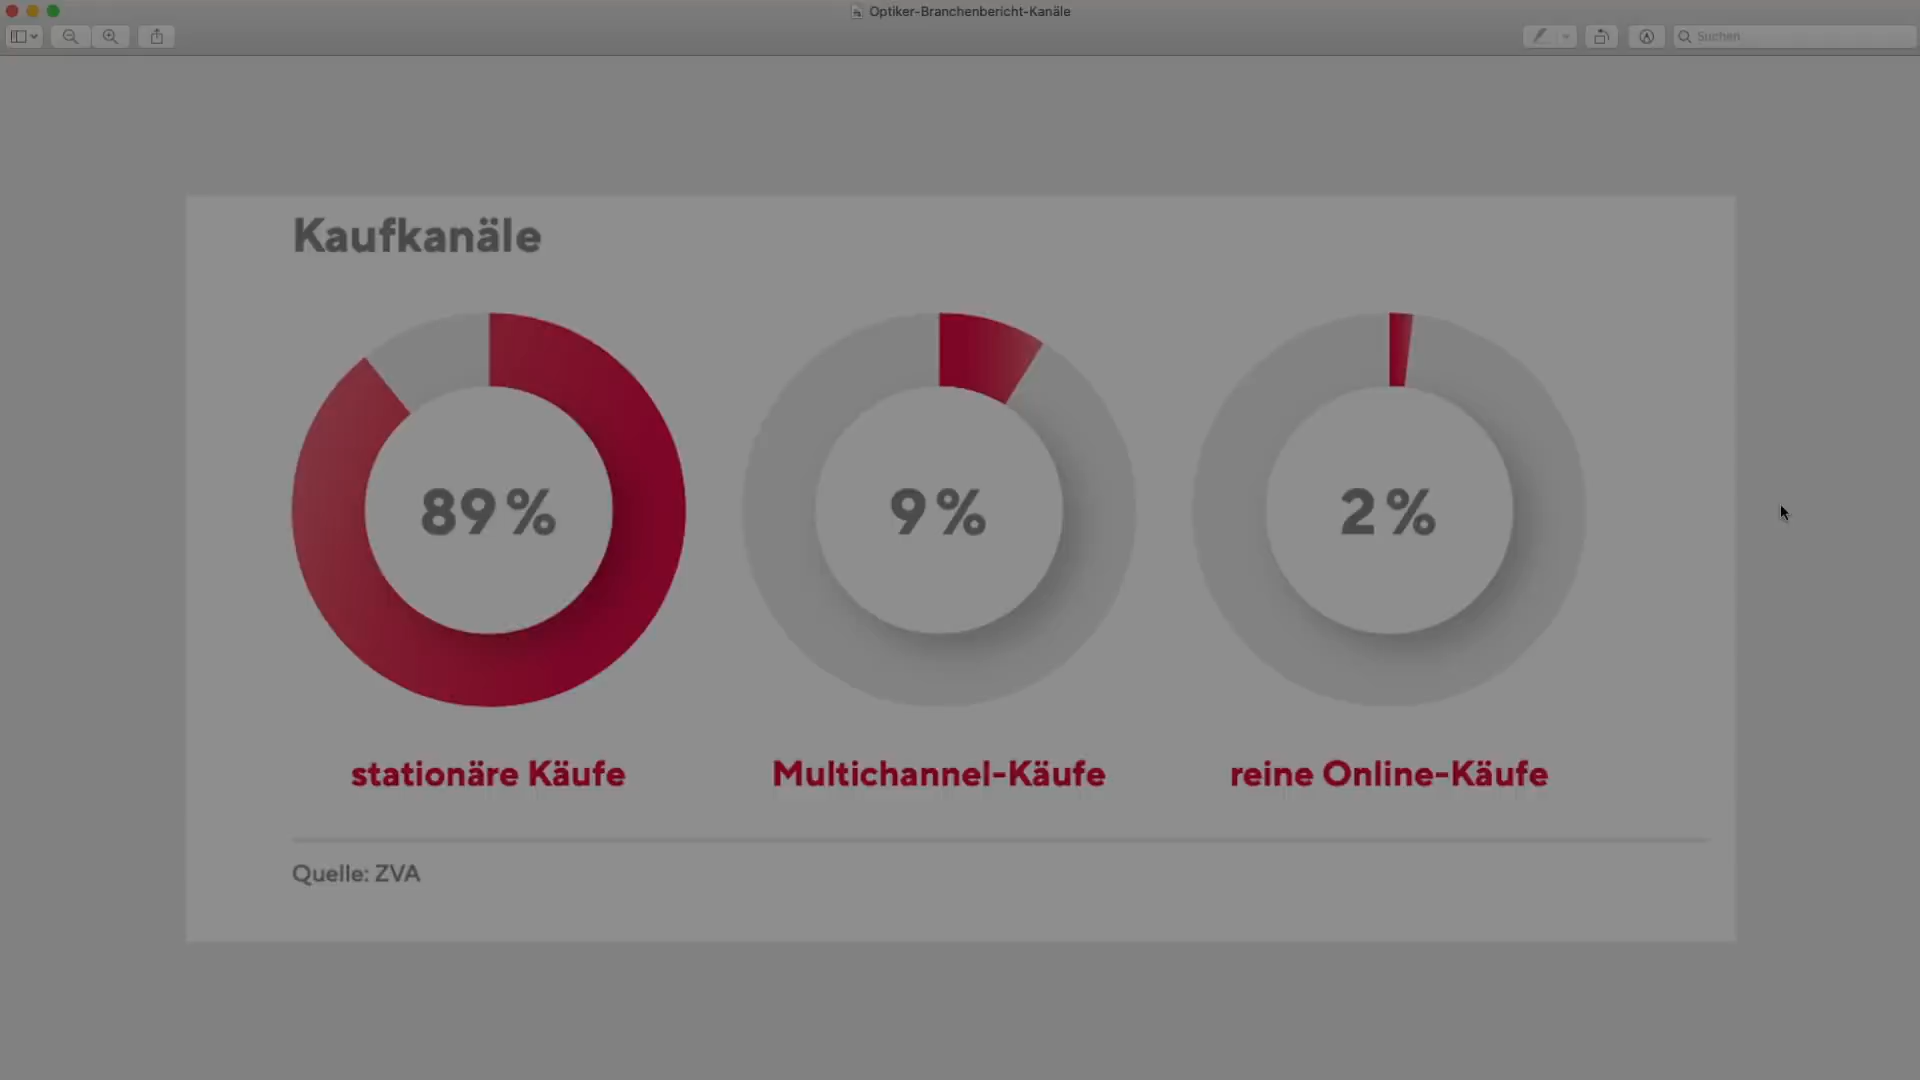 Optiker-Branchenbericht-Kanäle
Suchen
Kaufkanäle
89 %
9 %
2 %
stationäre Käufe
Multichannel-Käufe
reine Online-Käufe
Quelle: ZVA